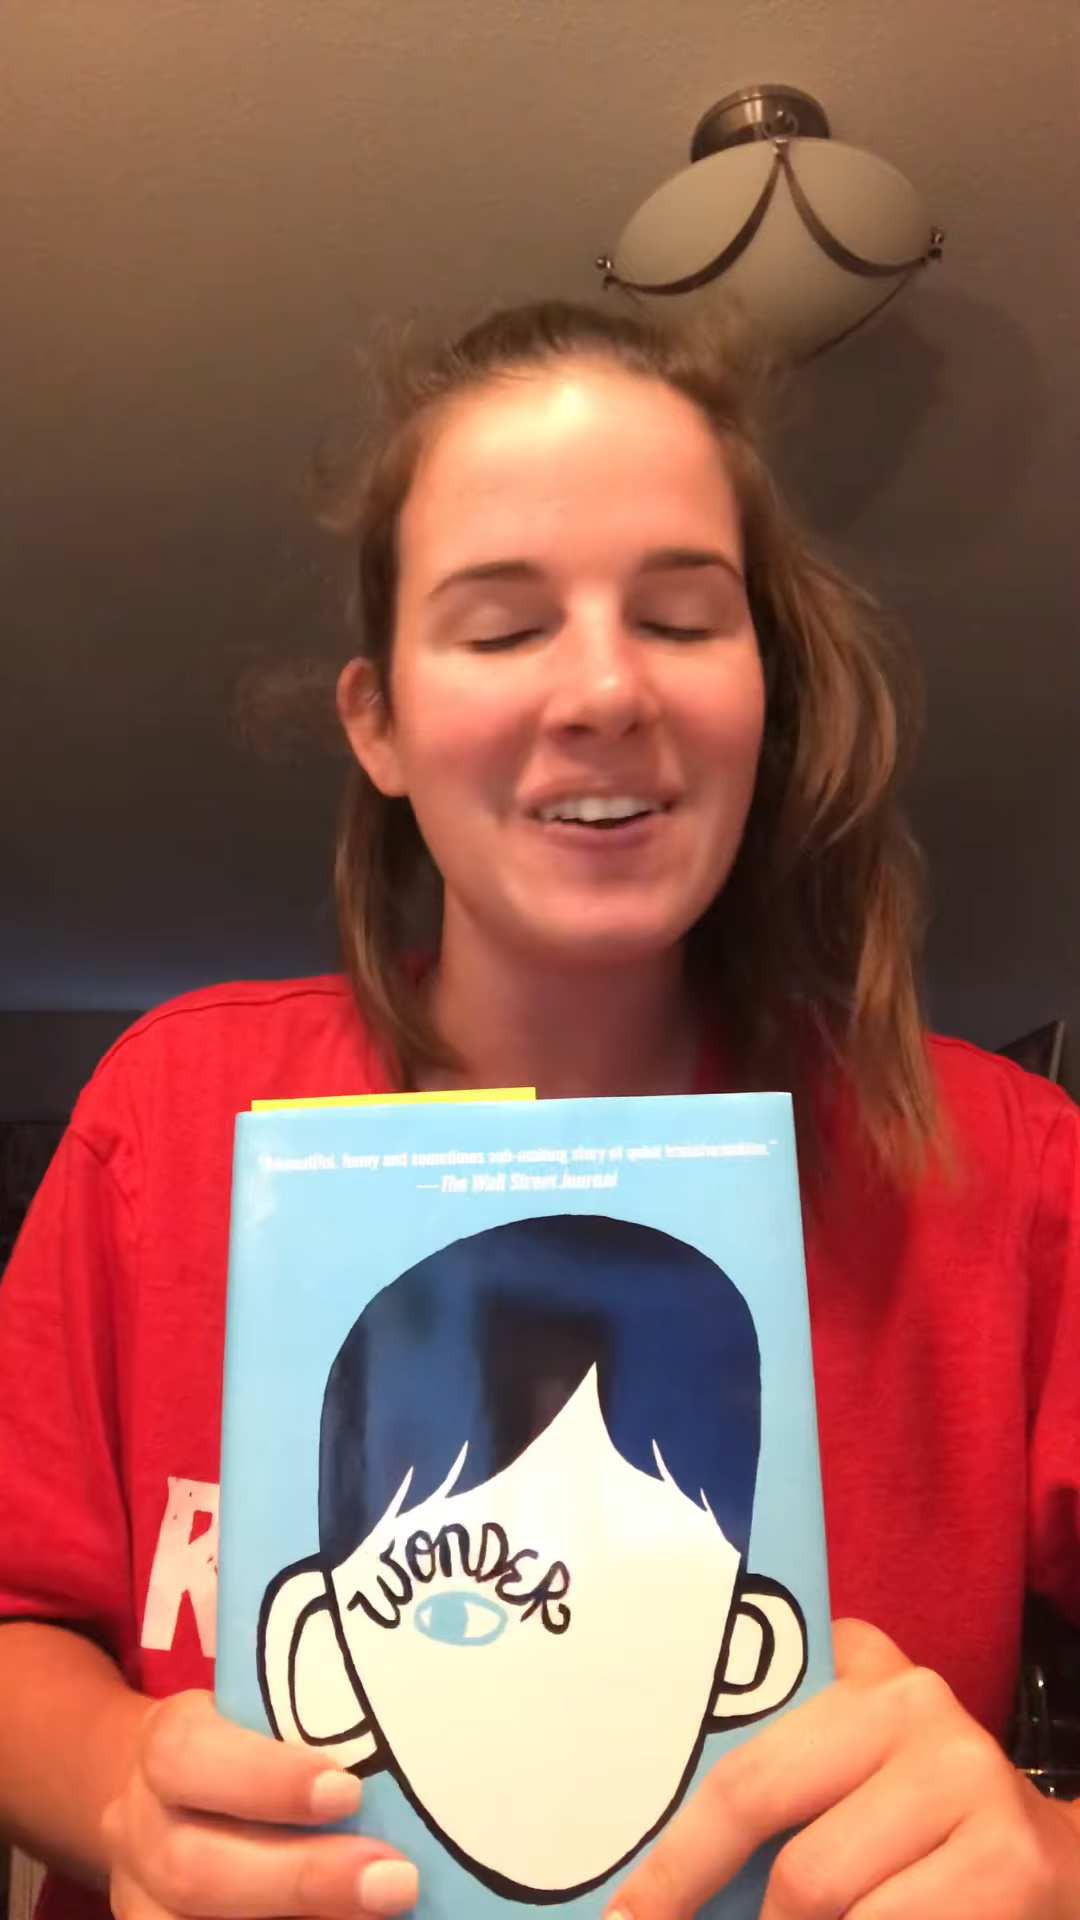 "A beautiful, funny and sometimes sob-making story of quiet transformation."
—The Wall Street Journal
WONDER
R